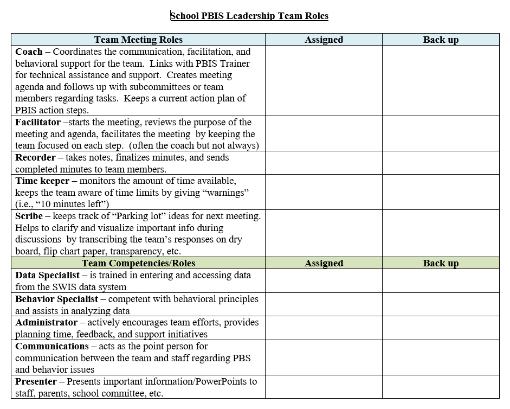 School PBIS Leadership Team Roles
Team Meeting Roles Assigned Back up
Coach – Coordinates the communication, facilitation, and
behavioral support for the team. Links with PBIS Trainer
for technical assistance and support. Creates meeting
agenda and follows up with subcommittees or team
members regarding tasks. Keeps a current action plan of
PBIS action steps.
Facilitator –starts the meeting, reviews the purpose of the
meeting and agenda, facilitates the meeting by keeping the
team focused on each step. (often the coach but not always)
Recorder – takes notes, finalizes minutes, and sends
completed minutes to team members.
Time keeper – monitors the amount of time available,
keeps the team aware of time limits by giving “warnings”
(i.e., “10 minutes left”)
Scribe – keeps track of “Parking lot” ideas for next meeting.
Helps to clarify and visualize important info during
discussions by transcribing the team’s responses on dry
board, flip chart paper, transparency, etc.
Team Competencies/Roles Assigned Back up
Data Specialist – is trained in entering and accessing data
from the SWIS data system
Behavior Specialist – competent with behavioral principles
and assists in analyzing data
Administrator – actively encourages team efforts, provides
planning time, feedback, and support initiatives
Communications – acts as the point person for
communication between the team and staff regarding PBS
and behavior issues
Presenter – Presents important information/PowerPoints to
staff, parents, school committee, etc.